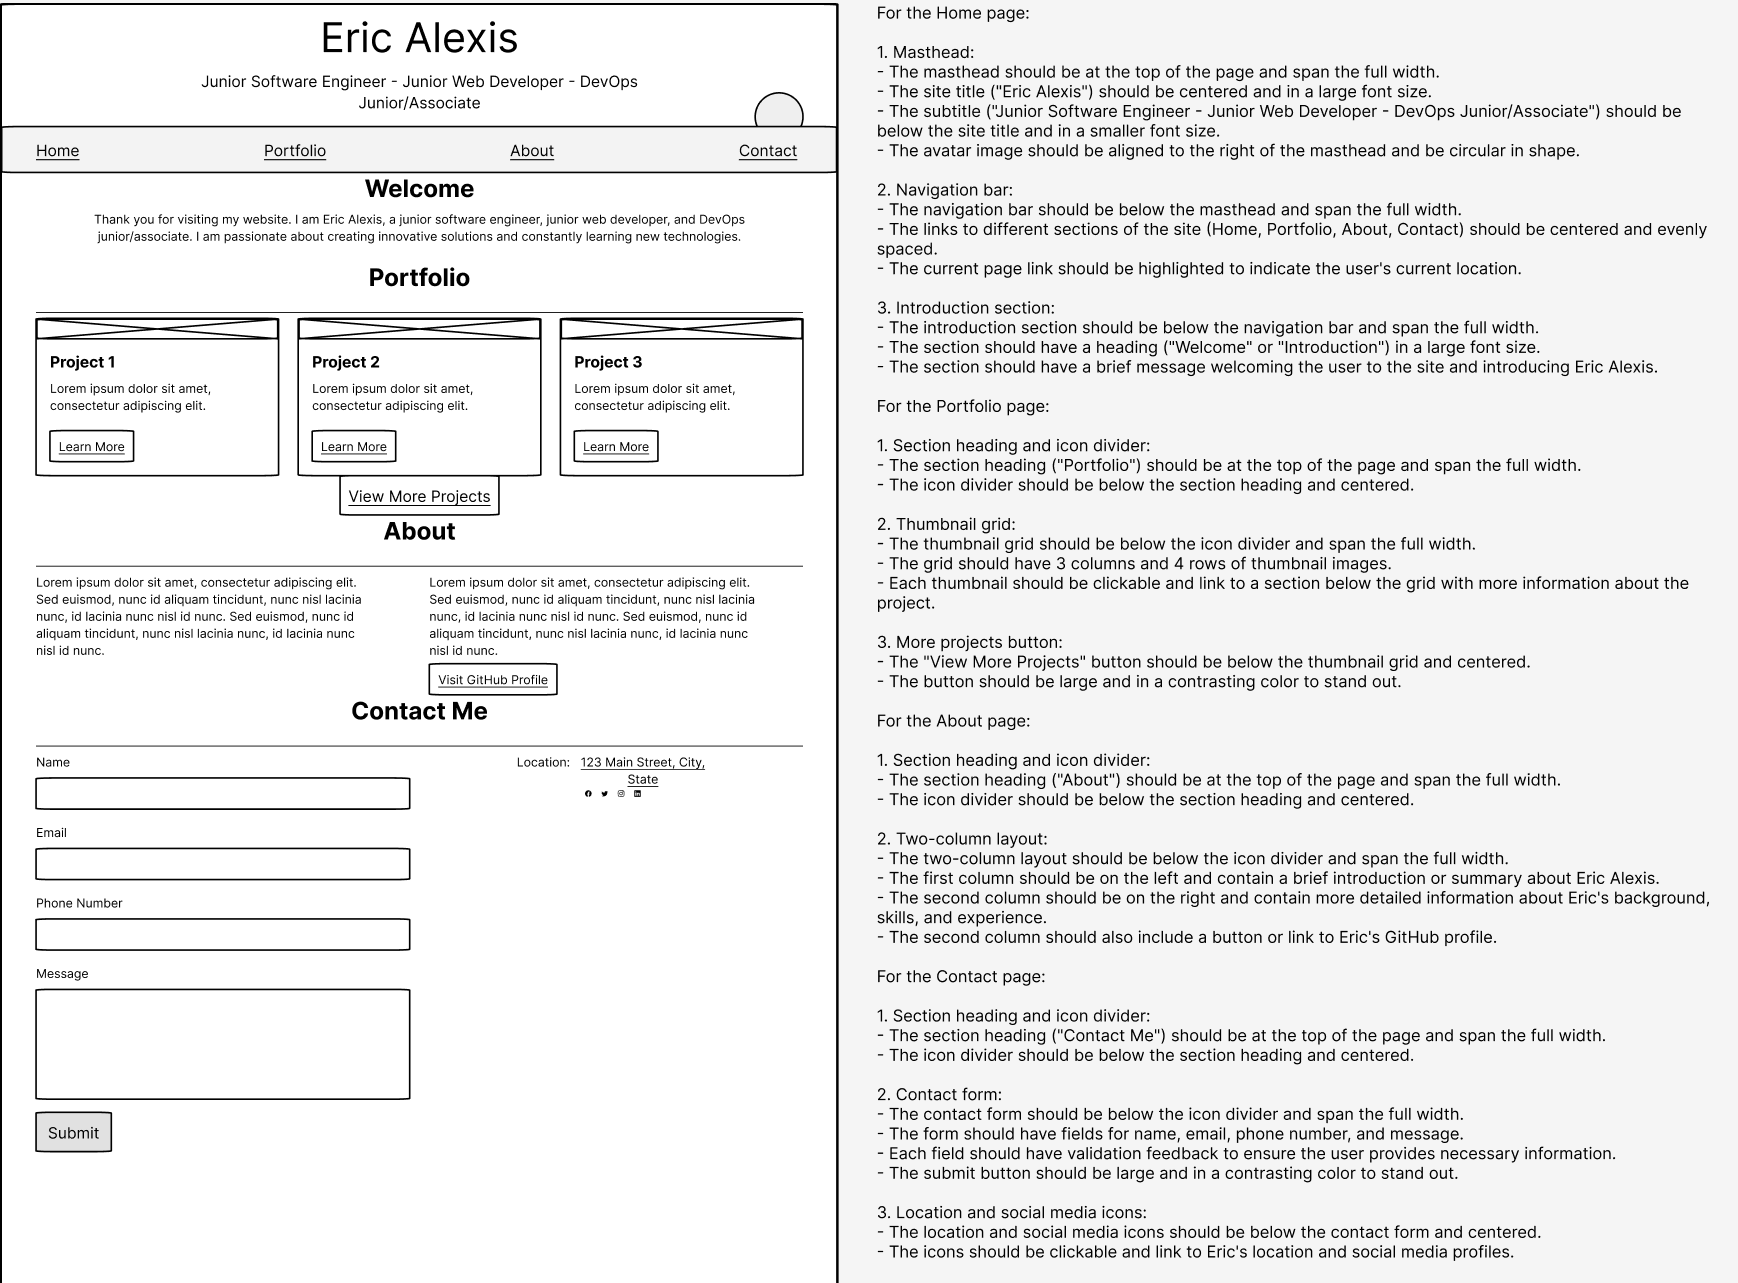 Eric Alexis
Junior Software Engineer - Junior Web Developer - DevOps
Junior/Associate
Home Portfolio About Contact
Welcome
Thank you for visiting my website. I am Eric Alexis, a junior software engineer, junior web developer, and DevOps
junior/associate. I am passionate about creating innovative solutions and constantly learning new technologies.
Portfolio
Project 1
Lorem ipsum dolor sit amet,
consectetur adipiscing elit.
Learn More
Project 2
Lorem ipsum dolor sit amet,
consectetur adipiscing elit.
Learn More
Project 3
Lorem ipsum dolor sit amet,
consectetur adipiscing elit.
Learn More
View More Projects
About
Lorem ipsum dolor sit amet, consectetur adipiscing elit.
Sed euismod, nunc id aliquam tincidunt, nunc nisl lacinia
nunc, id lacinia nunc nisl id nunc. Sed euismod, nunc id
aliquam tincidunt, nunc nisl lacinia nunc, id lacinia nunc
nisl id nunc.
Lorem ipsum dolor sit amet, consectetur adipiscing elit.
Sed euismod, nunc id aliquam tincidunt, nunc nisl lacinia
nunc, id lacinia nunc nisl id nunc. Sed euismod, nunc id
aliquam tincidunt, nunc nisl lacinia nunc, id lacinia nunc
nisl id nunc.
Visit GitHub Profile
Contact Me
Name
Email
Phone Number
Message
Submit
Location: 123 Main Street, City,
State
For the Home page:
1. Masthead:
- The masthead should be at the top of the page and span the full width.
- The site title ("Eric Alexis") should be centered and in a large font size.
- The subtitle ("Junior Software Engineer - Junior Web Developer - DevOps Junior/Associate") should be
below the site title and in a smaller font size.
- The avatar image should be aligned to the right of the masthead and be circular in shape.
2. Navigation bar:
- The navigation bar should be below the masthead and span the full width.
- The links to different sections of the site (Home, Portfolio, About, Contact) should be centered and evenly
spaced.
- The current page link should be highlighted to indicate the user's current location.
3. Introduction section:
- The introduction section should be below the navigation bar and span the full width.
- The section should have a heading ("Welcome" or "Introduction") in a large font size.
- The section should have a brief message welcoming the user to the site and introducing Eric Alexis.
For the Portfolio page:
1. Section heading and icon divider:
- The section heading ("Portfolio") should be at the top of the page and span the full width.
- The icon divider should be below the section heading and centered.
2. Thumbnail grid:
- The thumbnail grid should be below the icon divider and span the full width.
- The grid should have 3 columns and 4 rows of thumbnail images.
- Each thumbnail should be clickable and link to a section below the grid with more information about the
project.
3. More projects button:
- The "View More Projects" button should be below the thumbnail grid and centered.
- The button should be large and in a contrasting color to stand out.
For the About page:
1. Section heading and icon divider:
- The section heading ("About") should be at the top of the page and span the full width.
- The icon divider should be below the section heading and centered.
2. Two-column layout:
- The two-column layout should be below the icon divider and span the full width.
- The first column should be on the left and contain a brief introduction or summary about Eric Alexis.
- The second column should be on the right and contain more detailed information about Eric's background,
skills, and experience.
- The second column should also include a button or link to Eric's GitHub profile.
For the Contact page:
1. Section heading and icon divider:
- The section heading ("Contact Me") should be at the top of the page and span the full width.
- The icon divider should be below the section heading and centered.
2. Contact form:
- The contact form should be below the icon divider and span the full width.
- The form should have fields for name, email, phone number, and message.
- Each field should have validation feedback to ensure the user provides necessary information.
- The submit button should be large and in a contrasting color to stand out.
3. Location and social media icons:
- The location and social media icons should be below the contact form and centered.
- The icons should be clickable and link to Eric's location and social media profiles.